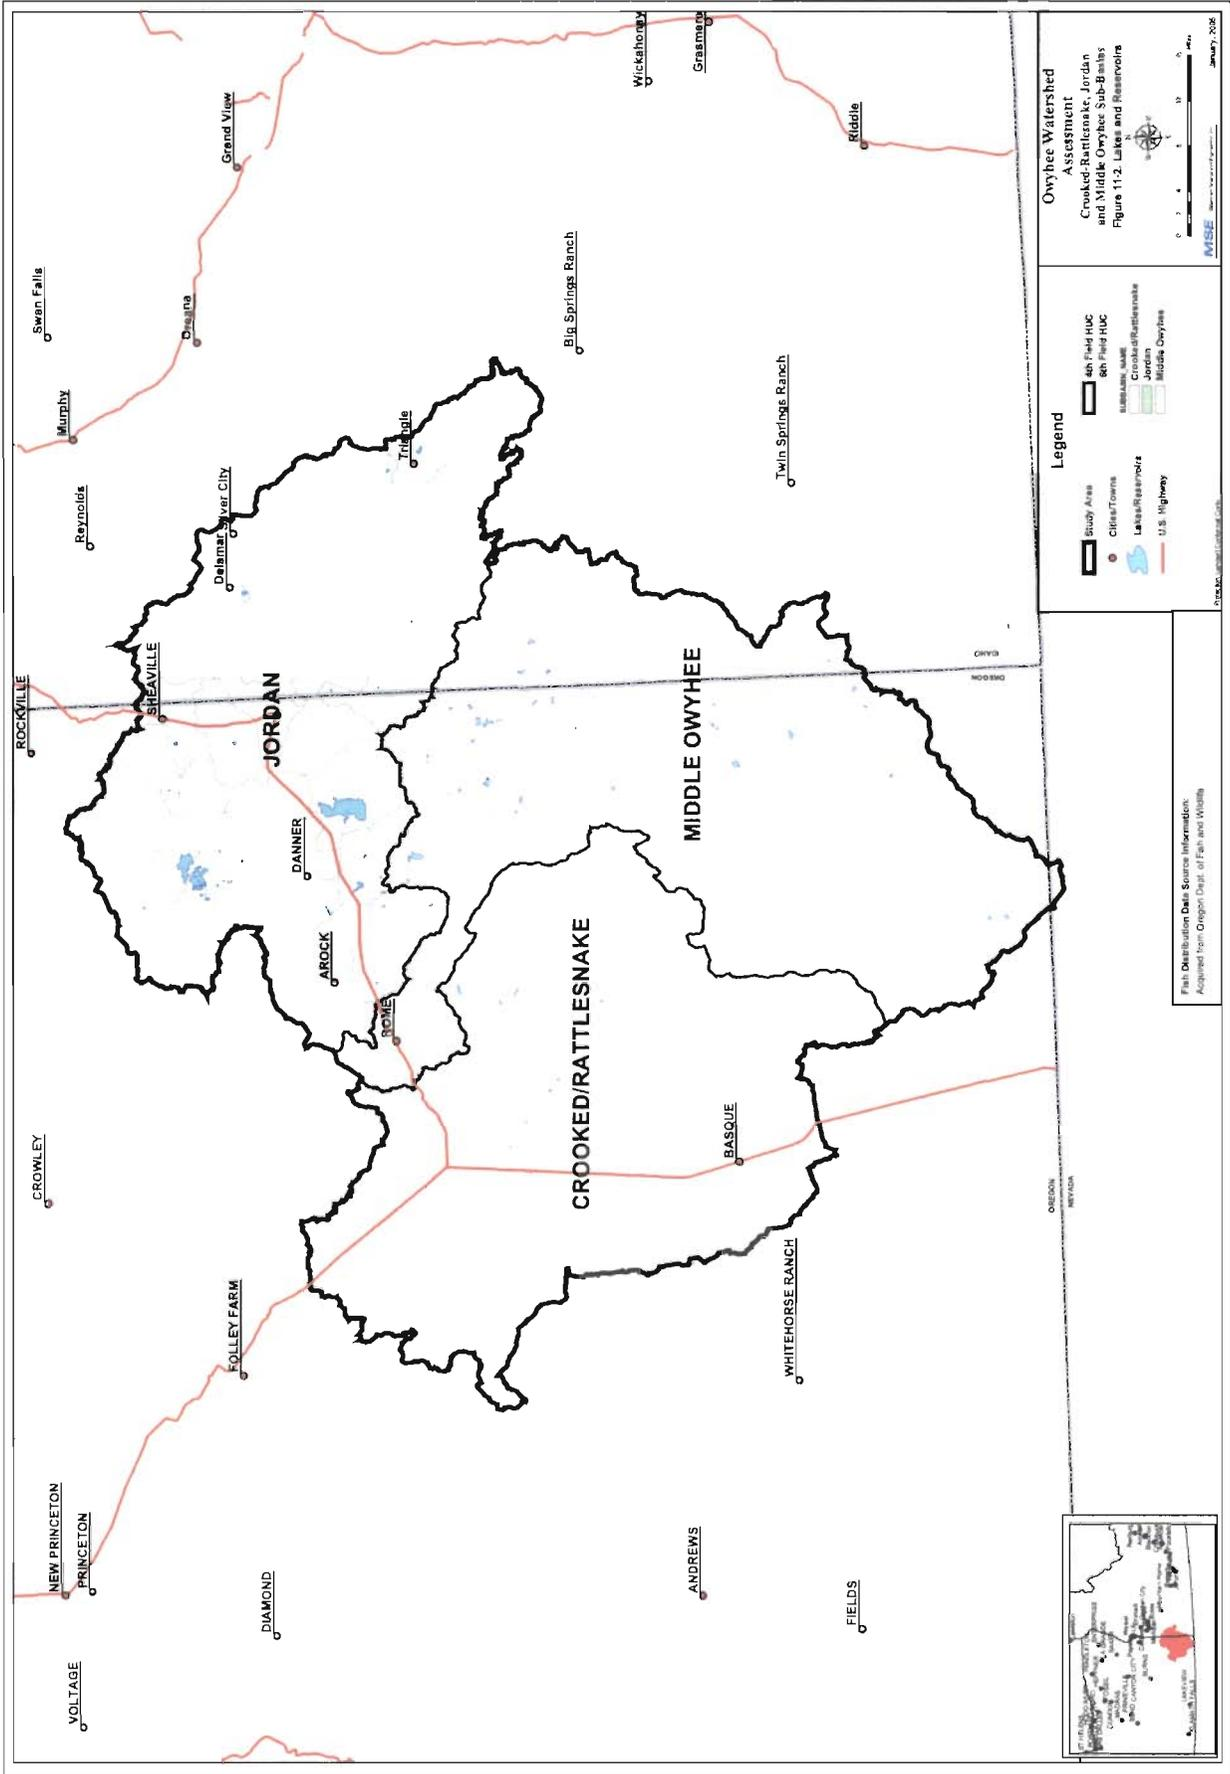 ROCKVILLE
Murphy
Swan Falls
Reynolds
Oreana
Grand View
SHEAVILLE
Delamar
Silver City
Triangle
Wickahoney
Grasmere
Riddle
Big Springs Ranch
Twin Springs Ranch
JORDAN
DANNER
AROCK
ROME
MIDDLE OWYHEE
CROOKED/RATTLESNAKE
BASQUE
WHITEHORSE RANCH
CROWLEY
FOLLEY FARM
NEW PRINCETON
PRINCETON
VOLTAGE
DIAMOND
ANDREWS
FIELDS
IDAHO
OREGON
OREGON
NEVADA
Legend
Study Area
Cities/Towns
Lakes/Reservoirs
U.S. Highway
4th Field HUC
6th Field HUC
SUBBASIN_NAME
Crooked/Rattlesnake
Jordan
Middle Owyhee
Owyhee Watershed
Assessment
Crooked-Rattlesnake, Jordan
and Middle Owyhee Sub-Basins
Figure 11-2. Lakes and Reservoirs
MSE
January, 2006
Fish Distribution Data Source Information:
Acquired from Oregon Dept. of Fish and Wildlife
BURNS
LAKEVIEW